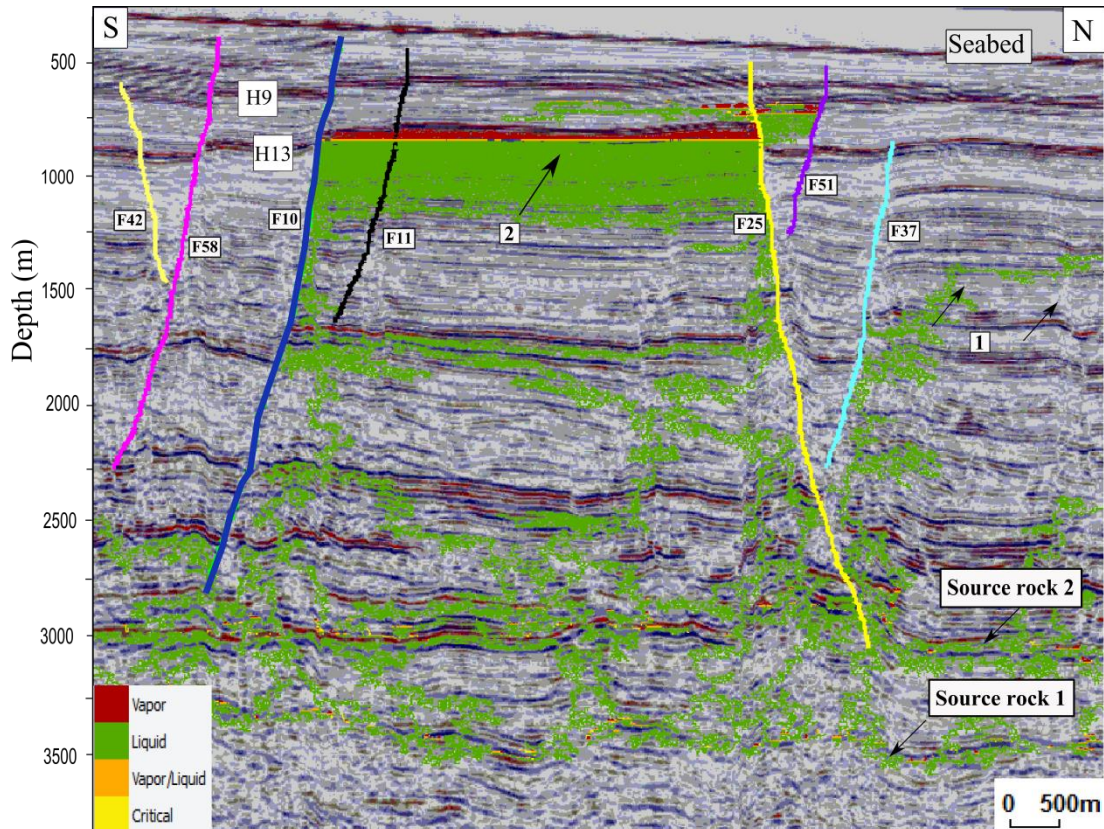 S
N
Seabed
500
H9
H13
1000
F42
F58
F10
F11
2
F25
F51
F37
Depth (m)
1500
1
2000
2500
Source rock 2
3000
Source rock 1
Vapor
Liquid
Vapor/Liquid
Critical
3500
0 500m